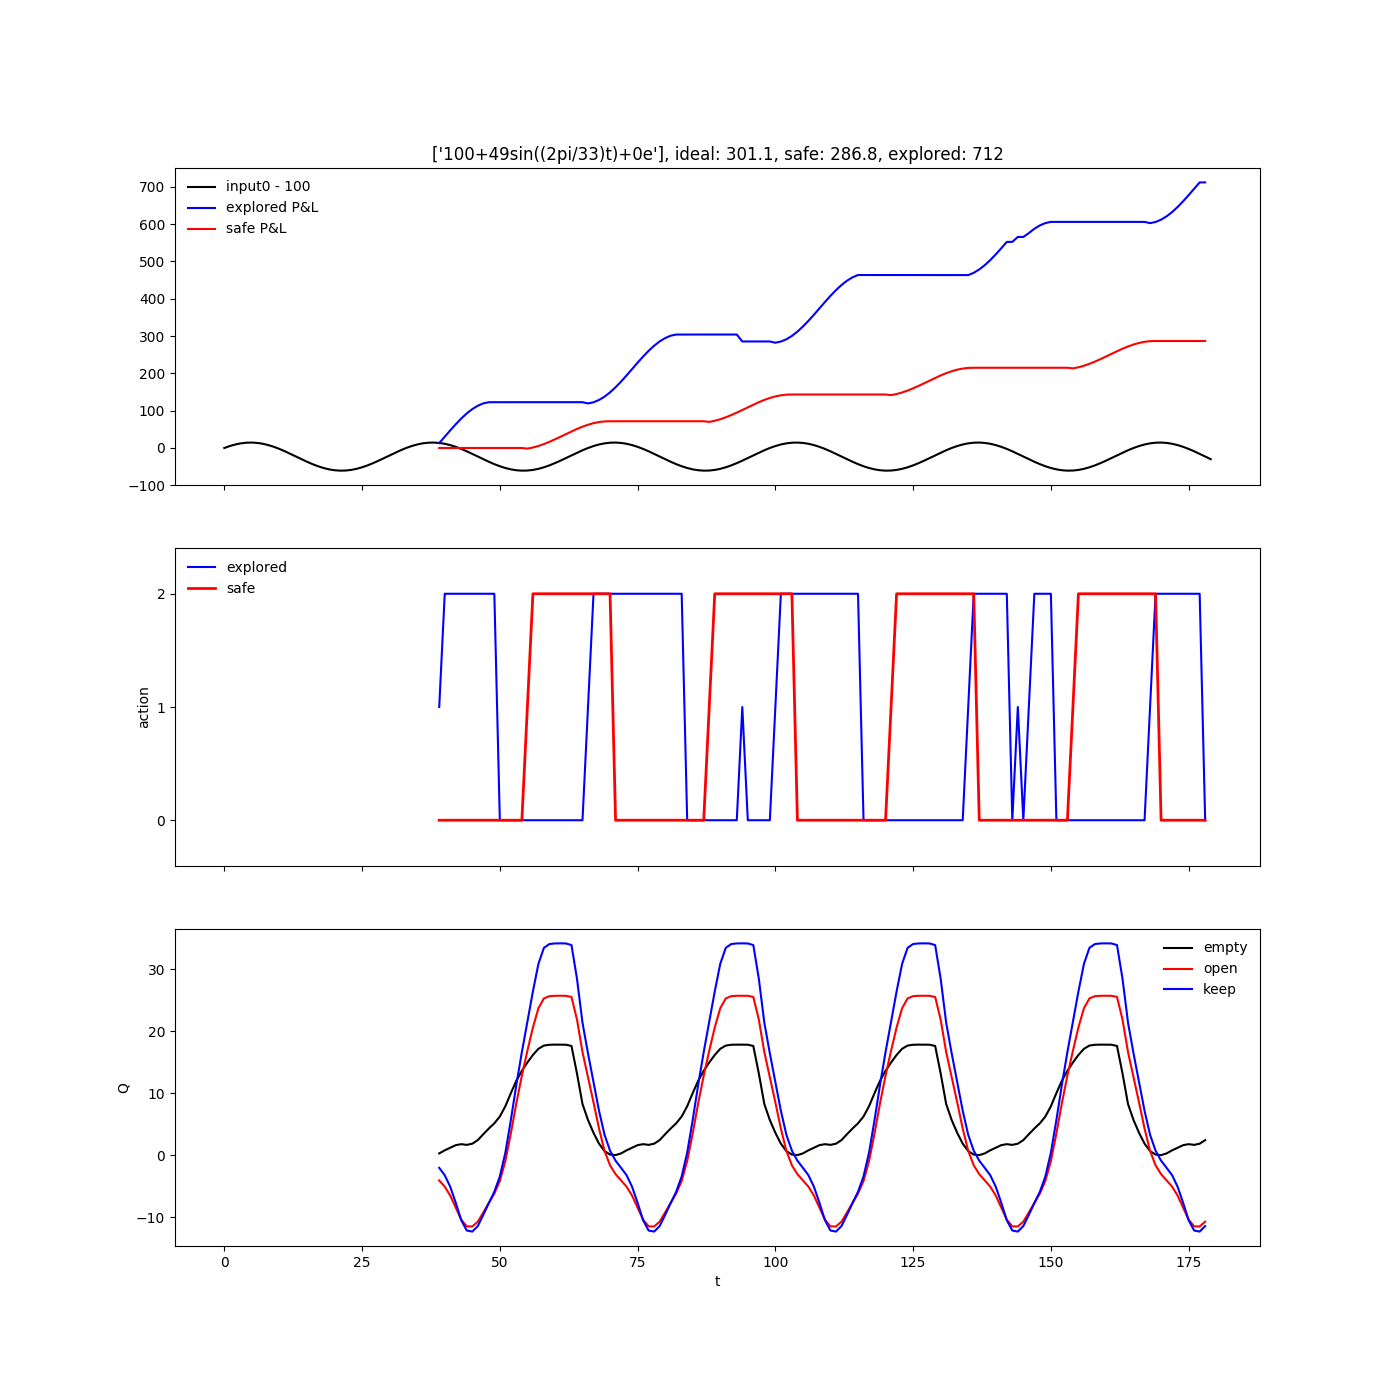 ['100+49sin((2pi/33)t)+0e'], ideal: 301.1, safe: 286.8, explored: 712
input0 - 100
explored P&L
safe P&L
700
600
500
400
300
200
100
0
−100
explored
safe
2
1
0
action
empty
open
keep
30
20
10
0
−10
Q
0 25 50 75 100 125 150 175
t